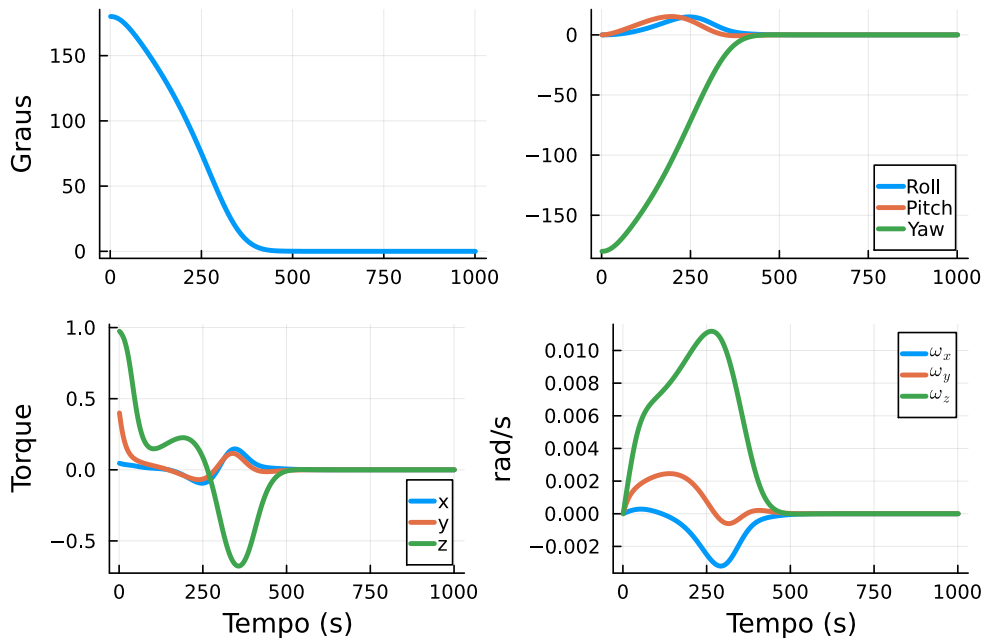 Graus
150
100
50
0
0
250
500
750
1000
0
−50
−100
−150
0
250
500
750
1000
Roll
Pitch
Yaw
Torque
1.0
0.5
0.0
−0.5
0
250
500
750
1000
Tempo (s)
x
y
z
rad/s
0.010
0.008
0.006
0.004
0.002
0.000
−0.002
0
250
500
750
1000
Tempo (s)
ω_x
ω_y
ω_z